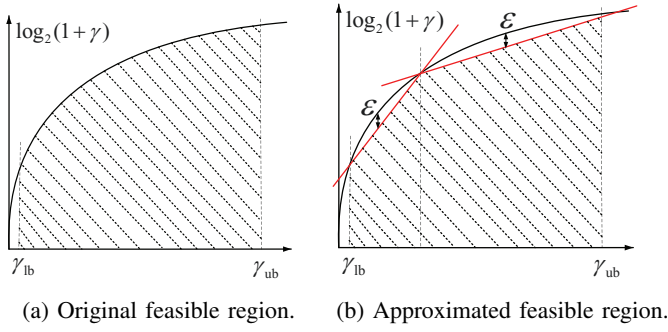 log₂(1+γ)
log₂(1+γ)
ε
ε
γ_lb
γ_ub
γ_lb
γ_ub
(a) Original feasible region.
(b) Approximated feasible region.